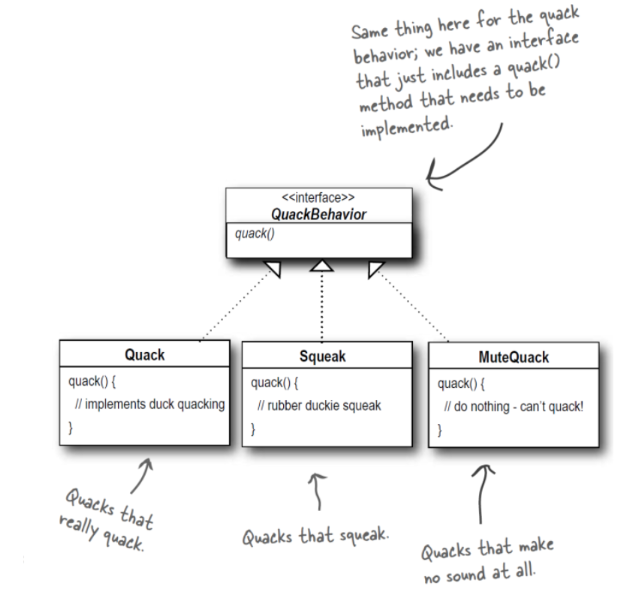 Same thing here for the quack
behavior; we have an interface
that just includes a quack()
method that needs to be
implemented.
<<interface>>
QuackBehavior
quack()
Quack
quack() {
// implements duck quacking
}
Squeak
quack() {
// rubber duckie squeak
}
MuteQuack
quack() {
// do nothing - can't quack!
}
Quacks that
really quack.
Quacks that squeak.
Quacks that make
no sound at all.